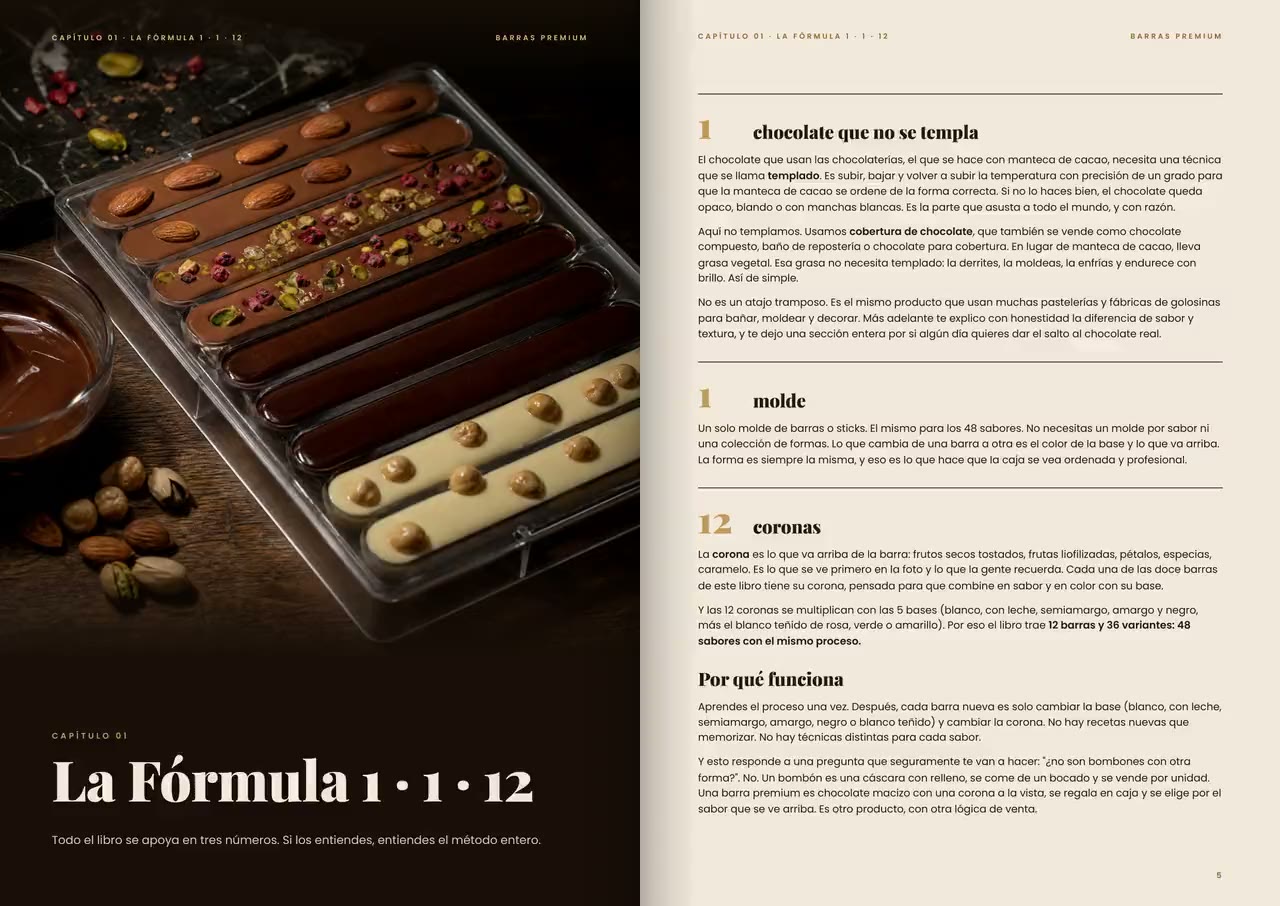 CAPÍTULO 01 · LA FÓRMULA 1 · 1 · 12
BARRAS PREMIUM
CAPÍTULO 01
La Fórmula 1 · 1 · 12
Todo el libro se apoya en tres números. Si los entiendes, entiendes el método entero.
CAPÍTULO 01 · LA FÓRMULA 1 · 1 · 12
BARRAS PREMIUM
1 chocolate que no se templa
El chocolate que usan las chocolaterías, el que se hace con manteca de cacao, necesita una técnica
que se llama templado. Es subir, bajar y volver a subir la temperatura con precisión de un grado para
que la manteca de cacao se ordene de la forma correcta. Si no lo haces bien, el chocolate queda
opaco, blando o con manchas blancas. Es la parte que asusta a todo el mundo, y con razón.
Aquí no templamos. Usamos cobertura de chocolate, que también se vende como chocolate
compuesto, baño de repostería o chocolate para cobertura. En lugar de manteca de cacao, lleva
grasa vegetal. Esa grasa no necesita templado: la derrites, la moldeas, la enfrías y endurece con
brillo. Así de simple.
No es un atajo tramposo. Es el mismo producto que usan muchas pastelerías y fábricas de golosinas
para bañar, moldear y decorar. Más adelante te explico con honestidad la diferencia de sabor y
textura, y te dejo una sección entera por si algún día quieres dar el salto al chocolate real.
1 molde
Un solo molde de barras o sticks. El mismo para los 48 sabores. No necesitas un molde por sabor ni
una colección de formas. Lo que cambia de una barra a otra es el color de la base y lo que va arriba.
La forma es siempre la misma, y eso es lo que hace que la caja se vea ordenada y profesional.
12 coronas
La corona es lo que va arriba de la barra: frutos secos tostados, frutas liofilizadas, pétalos, especias,
caramelo. Es lo que se ve primero en la foto y lo que la gente recuerda. Cada una de las doce barras
de este libro tiene su corona, pensada para que combine en sabor y en color con su base.
Y las 12 coronas se multiplican con las 5 bases (blanco, con leche, semiamargo, amargo y negro,
más el blanco teñido de rosa, verde o amarillo). Por eso el libro trae 12 barras y 36 variantes: 48
sabores con el mismo proceso.
Por qué funciona
Aprendes el proceso una vez. Después, cada barra nueva es solo cambiar la base (blanco, con leche,
semiamargo, amargo, negro o blanco teñido) y cambiar la corona. No hay recetas nuevas que
memorizar. No hay técnicas distintas para cada sabor.
Y esto responde a una pregunta que seguramente te van a hacer: "¿no son bombones con otra
forma?". No. Un bombón es una cáscara con relleno, se come de un bocado y se vende por unidad.
Una barra premium es chocolate macizo con una corona a la vista, se regala en caja y se elige por el
sabor que se ve arriba. Es otro producto, con otra lógica de venta.
5